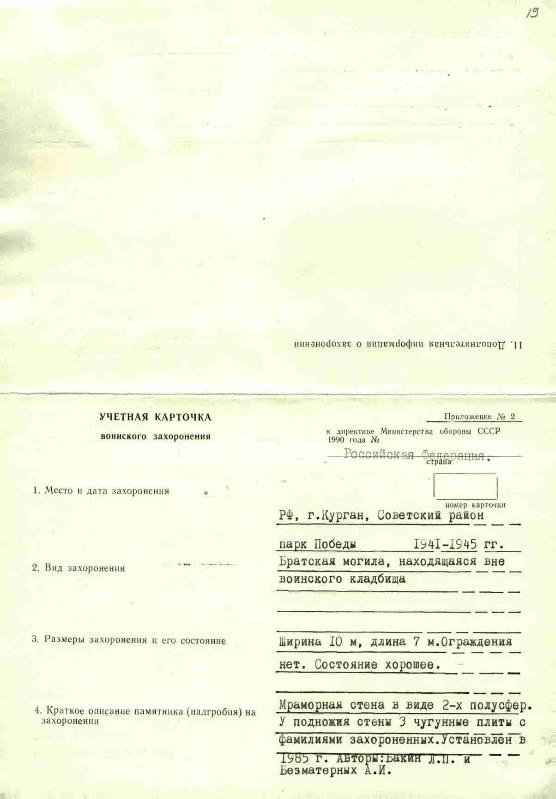 19
11. Дополнительная информация о захоронении
УЧЕТНАЯ КАРТОЧКА
воинского захоронения
Приложение № 2
к директиве Министерства обороны СССР
1990 года №
Российская Федерация.
страна
номер карточки
1. Место и дата захоронения
РФ, г.Курган, Советский район
парк Победы 1941-1945 гг.
2. Вид захоронения
Братская могила, находящаяся вне
воинского кладбища
3. Размеры захоронения и его состояние
Ширина 10 м, длина 7 м.Ограждения
нет. Состояние хорошее.
4. Краткое описание памятника (надгробия) на
захоронении
Мраморная стена в виде 2-х полусфер.
У подножия стены 3 чугунные плиты с
фамилиями захороненных.Установлен в
1985 г. Авторы:Бакин Л.П. и
Безматерных А.И.